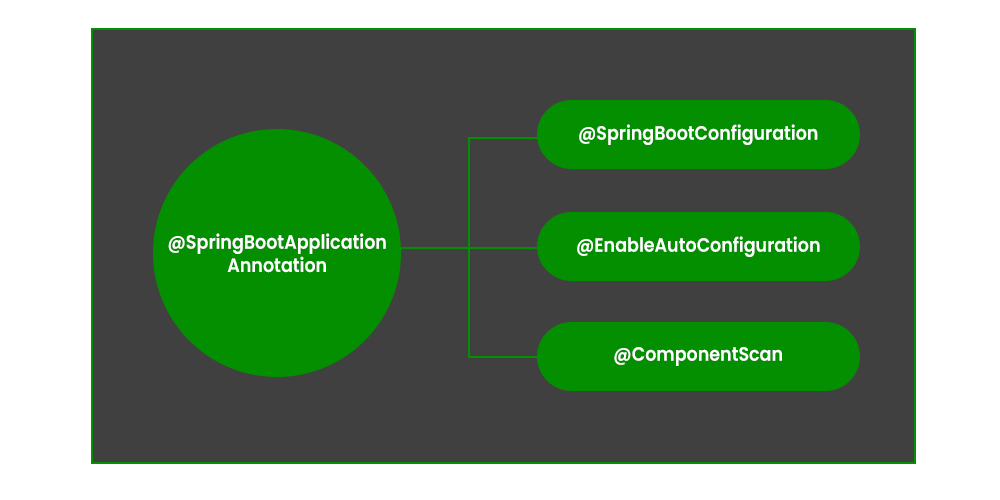 @SpringBootConfiguration
@SpringBootApplication
Annotation
@EnableAutoConfiguration
@ComponentScan